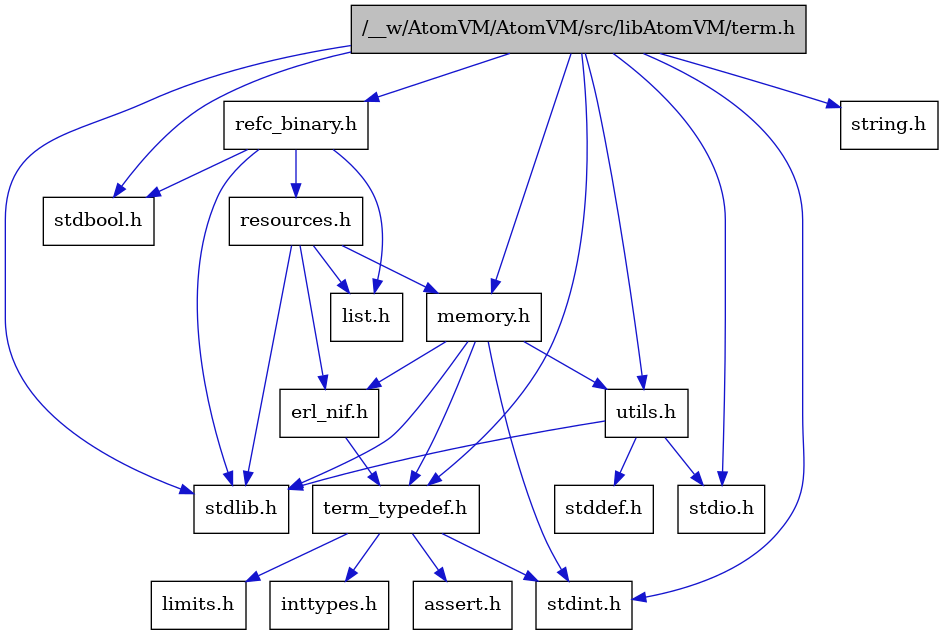 /__w/AtomVM/AtomVM/src/libAtomVM/term.h
refc_binary.h
string.h
stdbool.h
resources.h
list.h
memory.h
erl_nif.h
utils.h
stdlib.h
term_typedef.h
stddef.h
stdio.h
limits.h
inttypes.h
assert.h
stdint.h